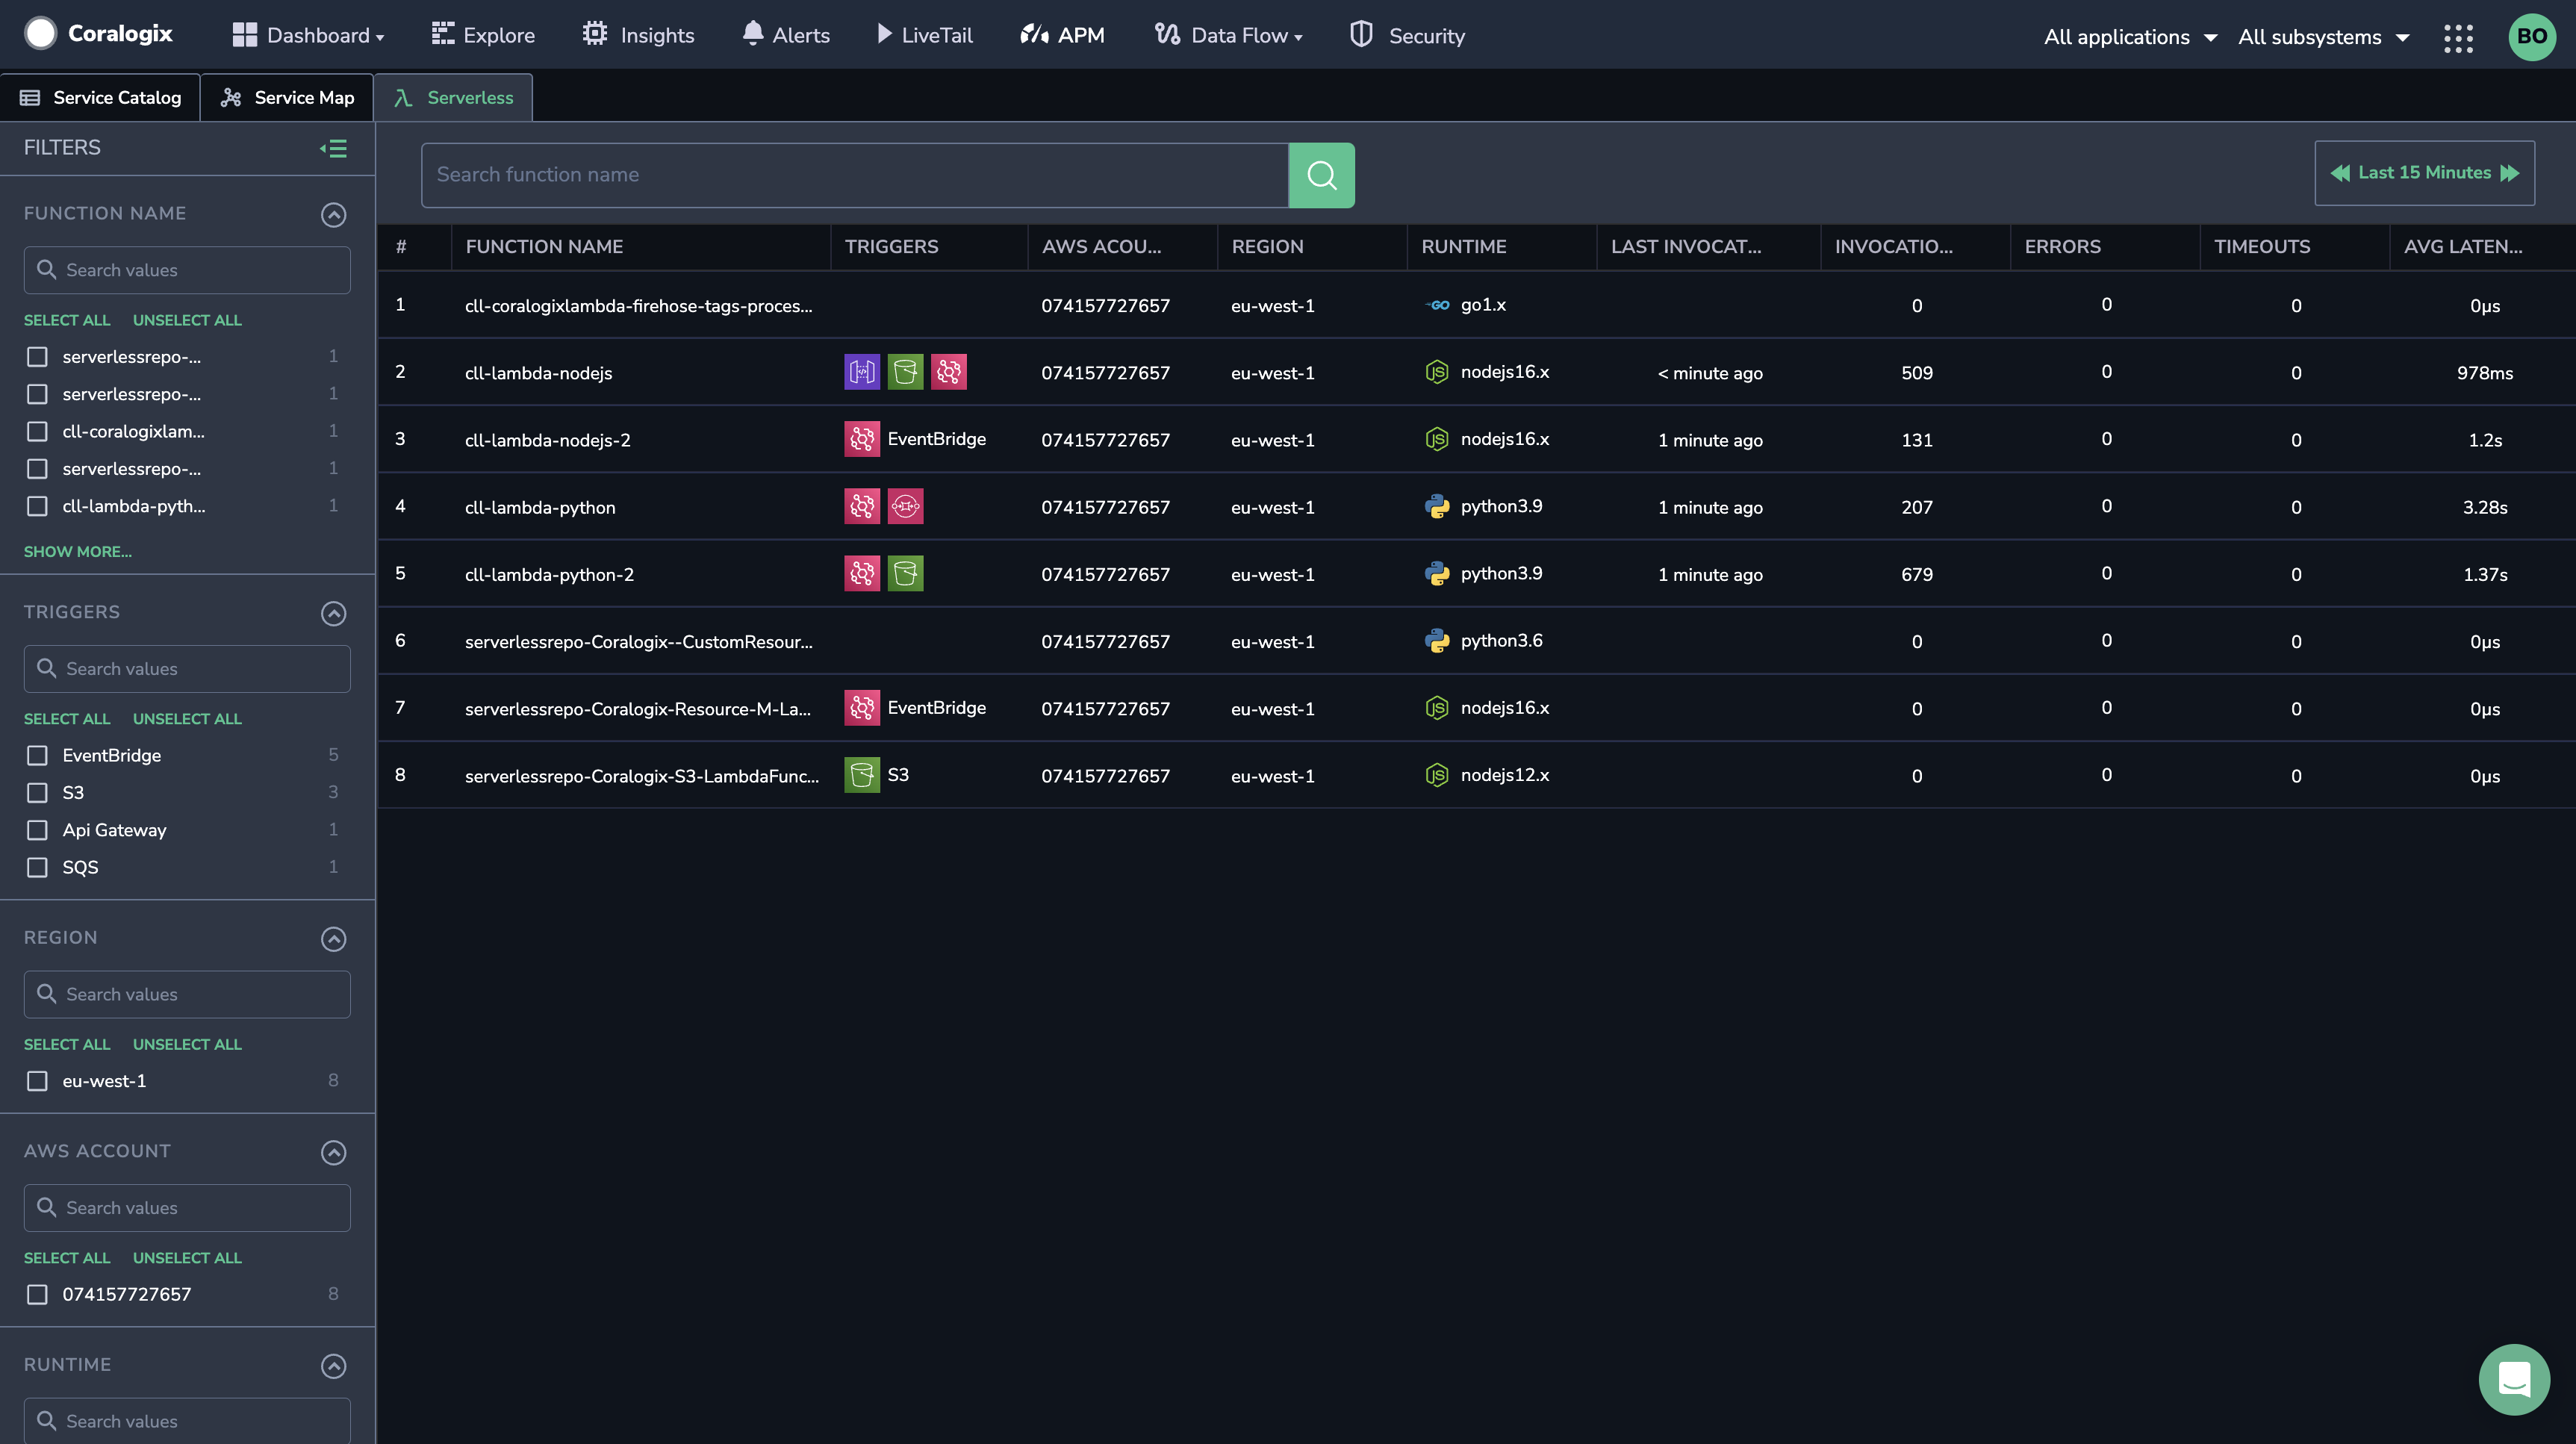 Coralogix Dashboard Explore Insights Alerts LiveTail APM Data Flow Security All applications All subsystems BO
Service Catalog Service Map Serverless
FILTERS
FUNCTION NAME
Search values
SELECT ALL UNSELECT ALL
serverlessrepo-... 1
serverlessrepo-... 1
cll-coralogixlam... 1
serverlessrepo-... 1
cll-lambda-pyth... 1
SHOW MORE...
TRIGGERS
Search values
SELECT ALL UNSELECT ALL
EventBridge 5
S3 3
Api Gateway 1
SQS 1
REGION
Search values
SELECT ALL UNSELECT ALL
eu-west-1 8
AWS ACCOUNT
Search values
SELECT ALL UNSELECT ALL
074157727657 8
RUNTIME
Search values
Search function name
Last 15 Minutes
# FUNCTION NAME TRIGGERS AWS ACOU... REGION RUNTIME LAST INVOCAT... INVOCATIO... ERRORS TIMEOUTS AVG LATEN...
1 cll-coralogixlambda-firehose-tags-proces... 074157727657 eu-west-1 GO go1.x 0 0 0 0µs
2 cll-lambda-nodejs 074157727657 eu-west-1 JS nodejs16.x < minute ago 509 0 0 978ms
3 cll-lambda-nodejs-2 EventBridge 074157727657 eu-west-1 JS nodejs16.x 1 minute ago 131 0 0 1.2s
4 cll-lambda-python 074157727657 eu-west-1 python3.9 1 minute ago 207 0 0 3.28s
5 cll-lambda-python-2 074157727657 eu-west-1 python3.9 1 minute ago 679 0 0 1.37s
6 serverlessrepo-Coralogix--CustomResour... 074157727657 eu-west-1 python3.6 0 0 0 0µs
7 serverlessrepo-Coralogix-Resource-M-La... EventBridge 074157727657 eu-west-1 JS nodejs16.x 0 0 0 0µs
8 serverlessrepo-Coralogix-S3-LambdaFunc... S3 074157727657 eu-west-1 JS nodejs12.x 0 0 0 0µs